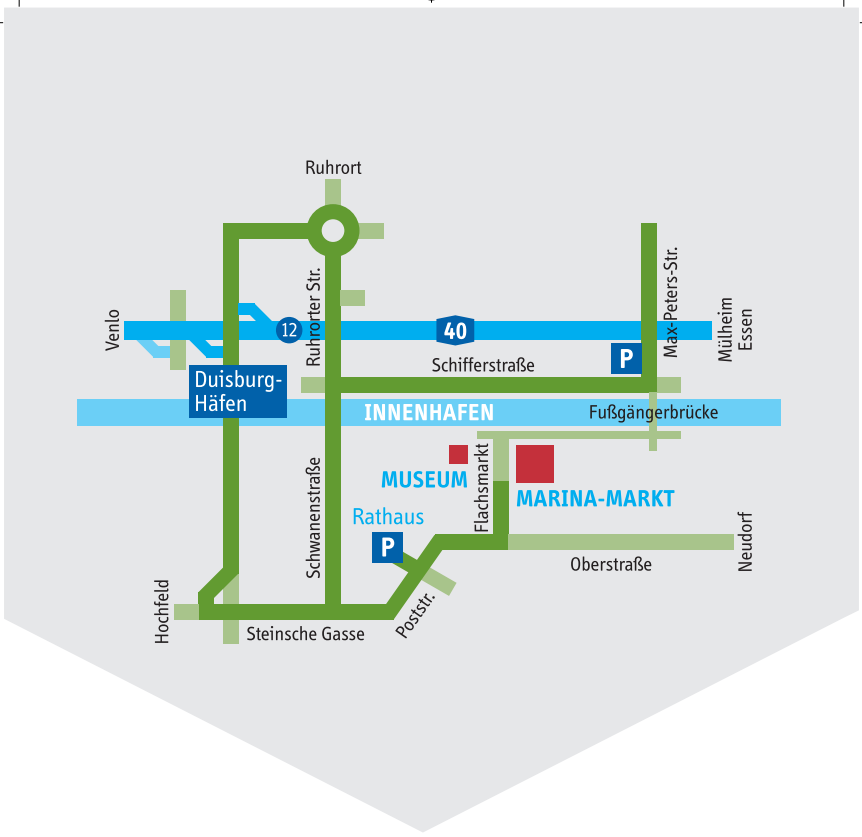 Ruhrort
Ruhrorter Str.
Max-Peters-Str.
Venlo
12
40
Mülheim
Essen
P
Schifferstraße
Duisburg-
Häfen
INNENHAFEN
Fußgängerbrücke
Schwanenstraße
MUSEUM
Flachsmarkt
MARINA-MARKT
Rathaus
P
Neudorf
Oberstraße
Hochfeld
Steinsche Gasse
Poststr.